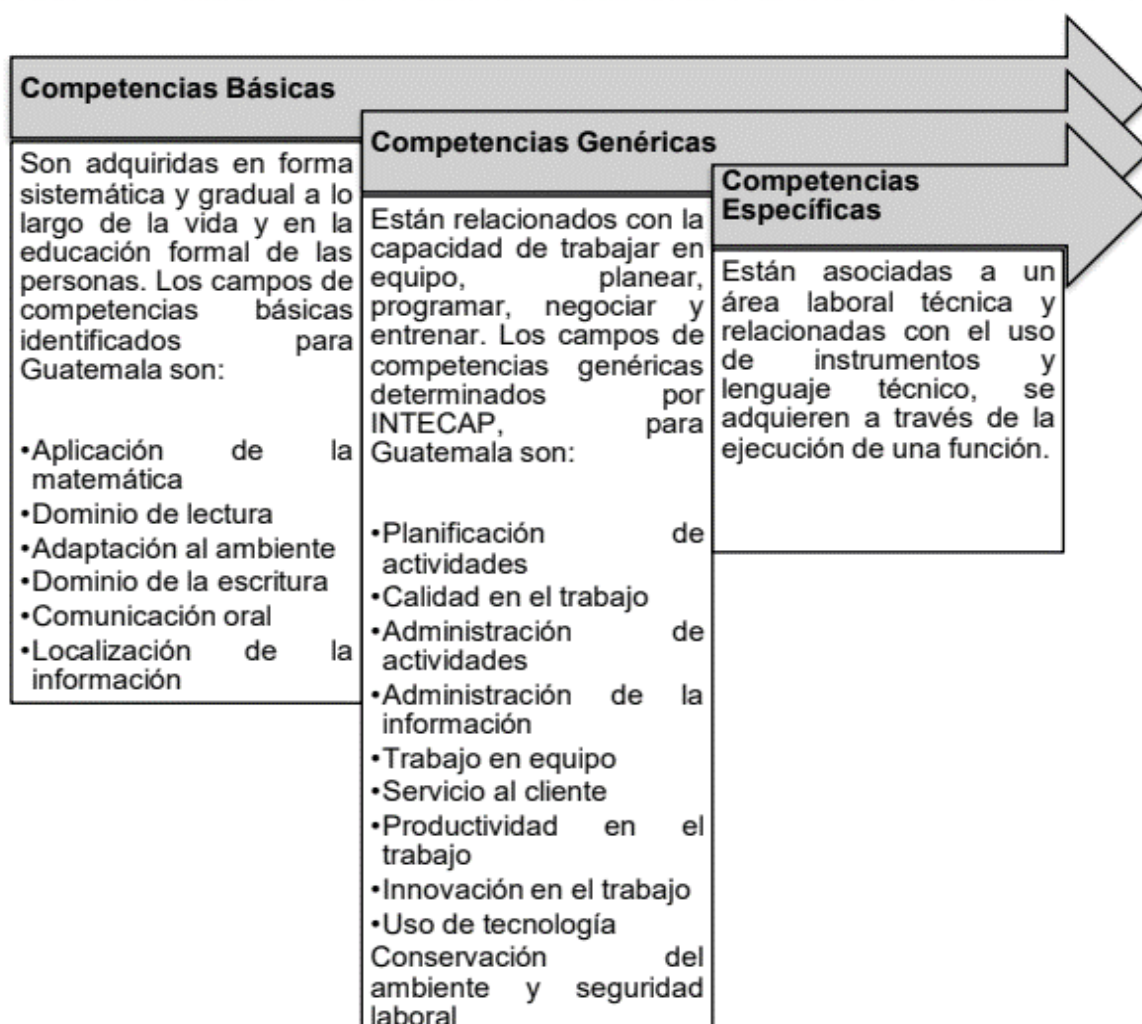 Competencias Básicas
Son adquiridas en forma
sistemática y gradual a lo
largo de la vida y en la
educación formal de las
personas. Los campos de
competencias básicas
identificados para
Guatemala son:
•Aplicación de la
matemática
•Dominio de lectura
•Adaptación al ambiente
•Dominio de la escritura
•Comunicación oral
•Localización de la
información
Competencias Genéricas
Están relacionados con la
capacidad de trabajar en
equipo, planear,
programar, negociar y
entrenar. Los campos de
competencias genéricas
determinados por
INTECAP, para
Guatemala son:
•Planificación de
actividades
•Calidad en el trabajo
•Administración de
actividades
•Administración de la
información
•Trabajo en equipo
•Servicio al cliente
•Productividad en el
trabajo
•Innovación en el trabajo
•Uso de tecnología
Conservación del
ambiente y seguridad
laboral
Competencias
Específicas
Están asociadas a un
área laboral técnica y
relacionadas con el uso
de instrumentos y
lenguaje técnico, se
adquieren a través de la
ejecución de una función.